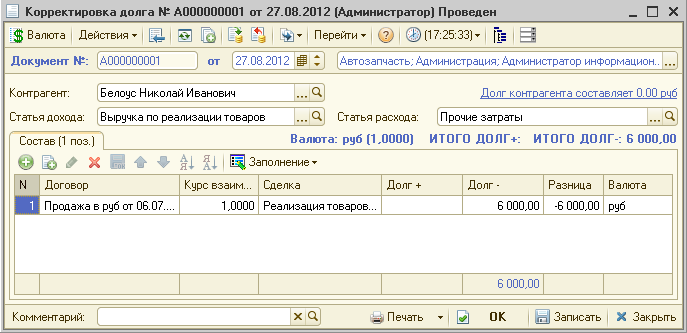 Корректировка долга № А000000001 от 27.08.2012 (Администратор) Проведен
Валюта Действия Перейти (17:25:33)
Документ №: А000000001 от 27.08.2012 Автозапчасть; Администрация; Администратор информацион...
Контрагент: Белоус Николай Иванович Долг контрагента составляет 0.00 руб
Статья дохода: Выручка по реализации товаров Статья расхода: Прочие затраты
Состав (1 поз.) Валюта: руб (1,0000) ИТОГО ДОЛГ+: ИТОГО ДОЛГ-: 6 000,00
Заполнение
N Договор Курс взаим... Сделка Долг + Долг - Разница Валюта
1 Продажа в руб от 06.07.... 1,0000 Реализация товаров... 6 000,00 -6 000,00 руб
6 000,00
Комментарий: Печать OK Записать Закрыть